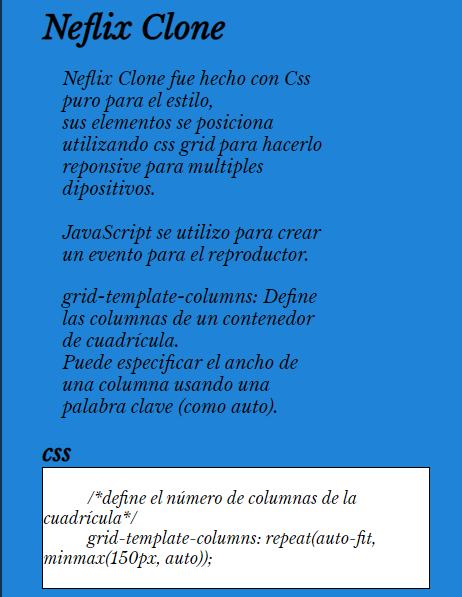 Neflix Clone
Neflix Clone fue hecho con Css
puro para el estilo,
sus elementos se posiciona
utilizando css grid para hacerlo
reponsive para multiples
dipositivos.
JavaScript se utilizo para crear
un evento para el reproductor.
grid-template-columns: Define
las columnas de un contenedor
de cuadrícula.
Puede especificar el ancho de
una columna usando una
palabra clave (como auto).
css
/*define el número de columnas de la
cuadrícula*/
grid-template-columns: repeat(auto-fit,
minmax(150px, auto));